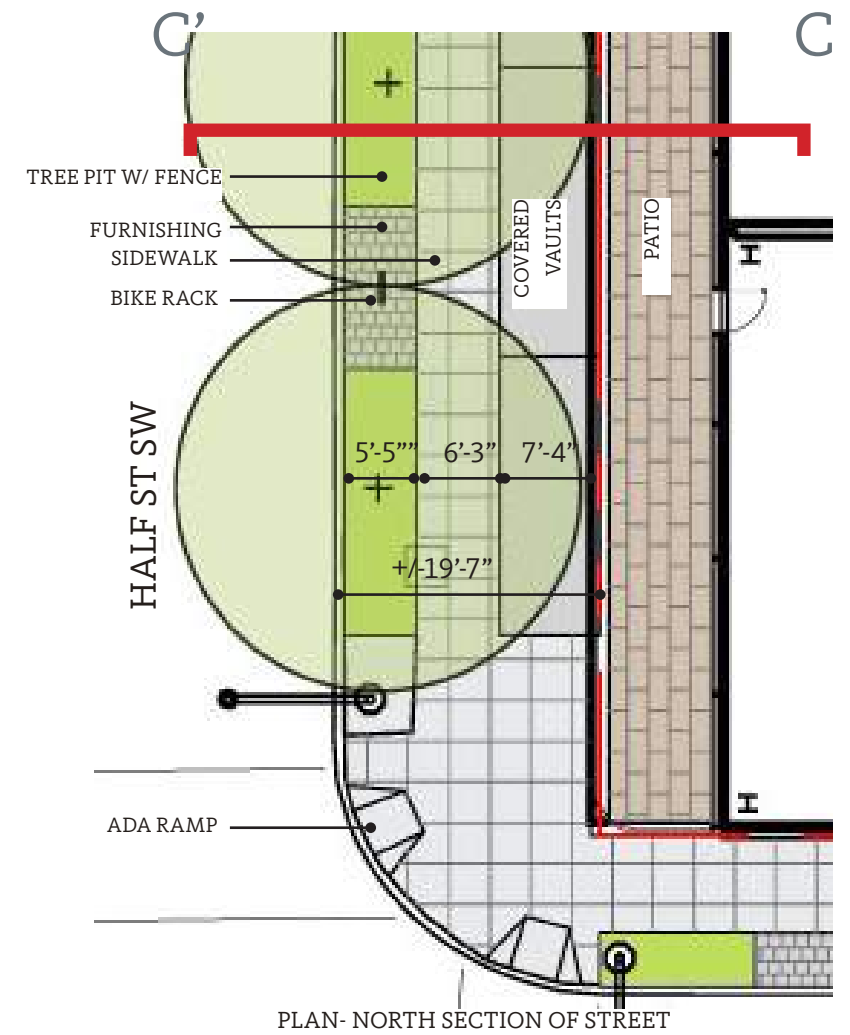 C’ C
TREE PIT W/ FENCE
FURNISHING
SIDEWALK
BIKE RACK
COVERED
VAULTS
PATIO
HALF ST SW
5’-5”” 6’-3” 7’-4”
+/-19’-7”
ADA RAMP
PLAN- NORTH SECTION OF STREET